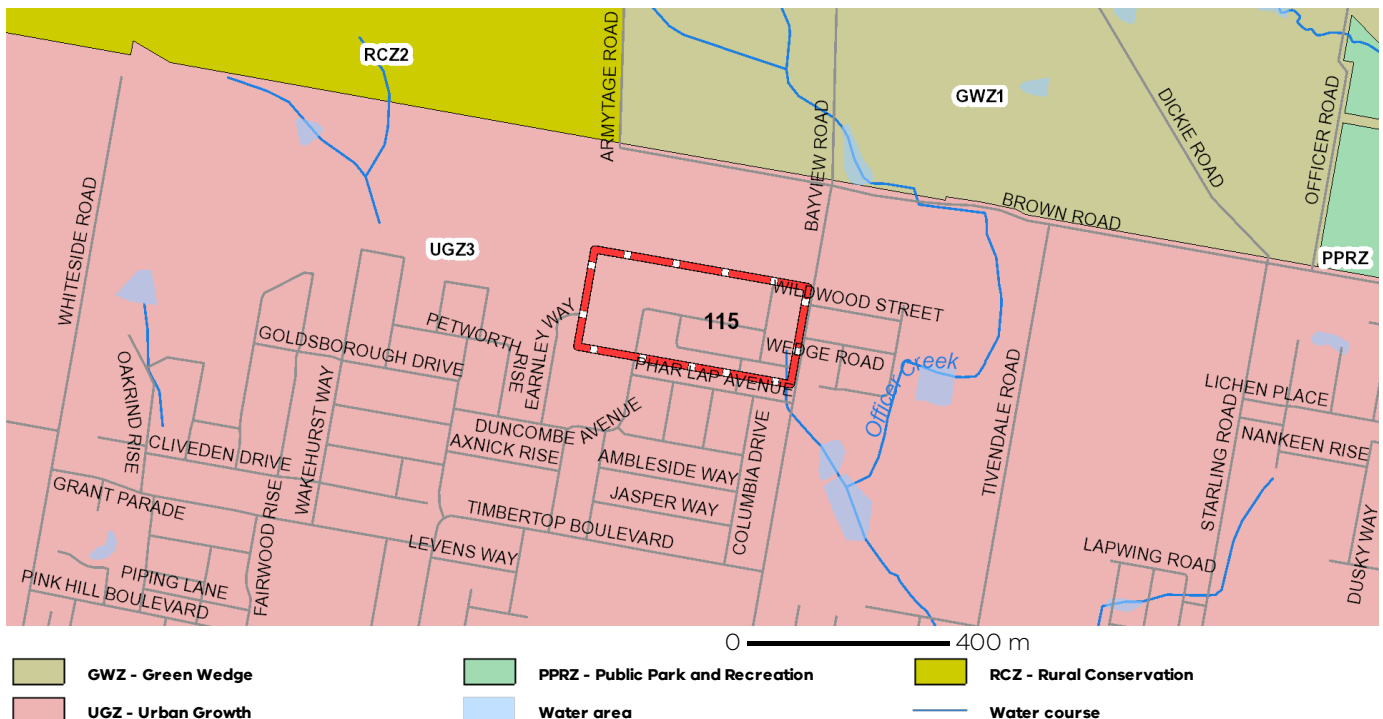 RCZ2
ARMYTAGE ROAD
GWZ1
BAYVIEW ROAD
DICKIE ROAD
OFFICER ROAD
WHITESIDE ROAD
BROWN ROAD
UGZ3
PPRZ
WILDWOOD STREET
115
PETWORTH RISE
EARNLEY WAY
GOLDSBOROUGH DRIVE
WEDGE ROAD
PHAR LAP AVENUE
Officer Creek
TIVENDALE ROAD
OAKRIND RISE
WAKEHURST WAY
LICHEN PLACE
DUNCOMBE AVENUE
AXNICK RISE
CLIVEDEN DRIVE
AMBLESIDE WAY
COLUMBIA DRIVE
STARLING ROAD
NANKEEN RISE
GRANT PARADE
JASPER WAY
TIMBERTOP BOULEVARD
LEVENS WAY
LAPWING ROAD
DUSKY WAY
FAIRWOOD RISE
PIPING LANE
PINK HILL BOULEVARD
0 400 m
GWZ - Green Wedge
PPRZ - Public Park and Recreation
RCZ - Rural Conservation
UGZ - Urban Growth
Water area
Water course